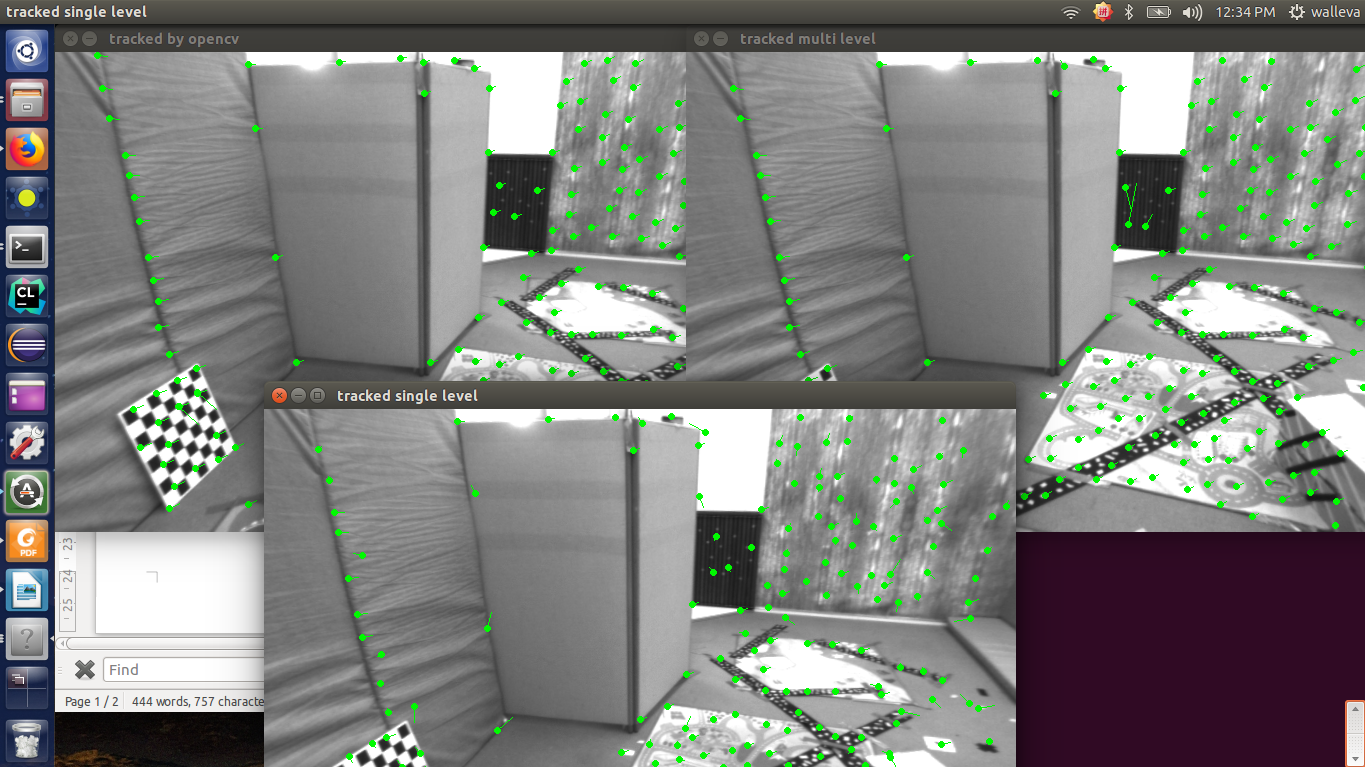 tracked single level
12:34 PM
walleva
tracked by opencv
tracked multi level
CL
tracked single level
PDF
23
24
25
Find
Page 1 / 2
444 words, 757 characte